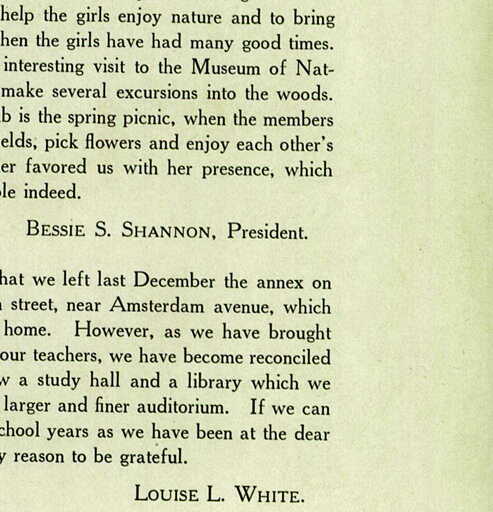 help the girls enjoy nature and to bring
hen the girls have had many good times.
interesting visit to the Museum of Nat-
make several excursions into the woods.
b is the spring picnic, when the members
elds, pick flowers and enjoy each other's
er favored us with her presence, which
le indeed.
BESSIE S. SHANNON, President.
hat we left last December the annex on
street, near Amsterdam avenue, which
home. However, as we have brought
our teachers, we have become reconciled
w a study hall and a library which we
larger and finer auditorium. If we can
chool years as we have been at the dear
y reason to be grateful.
LOUISE L. WHITE.